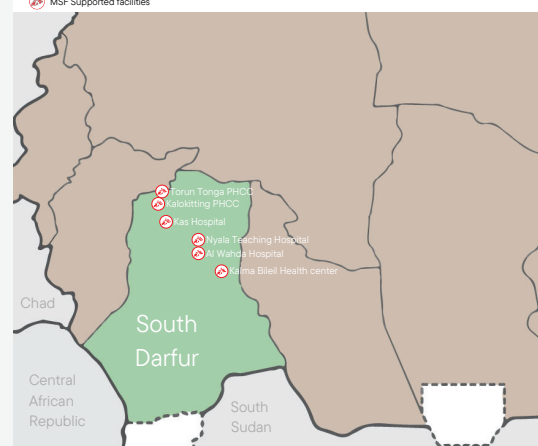 MSF Supported facilities
Torun Tonga PHCC
Kalokitting PHCC
Kas Hospital
Nyala Teaching Hospital
Al Wahda Hospital
Kalma Bileil Health center
Chad
South
Darfur
Central
African
Republic
South
Sudan